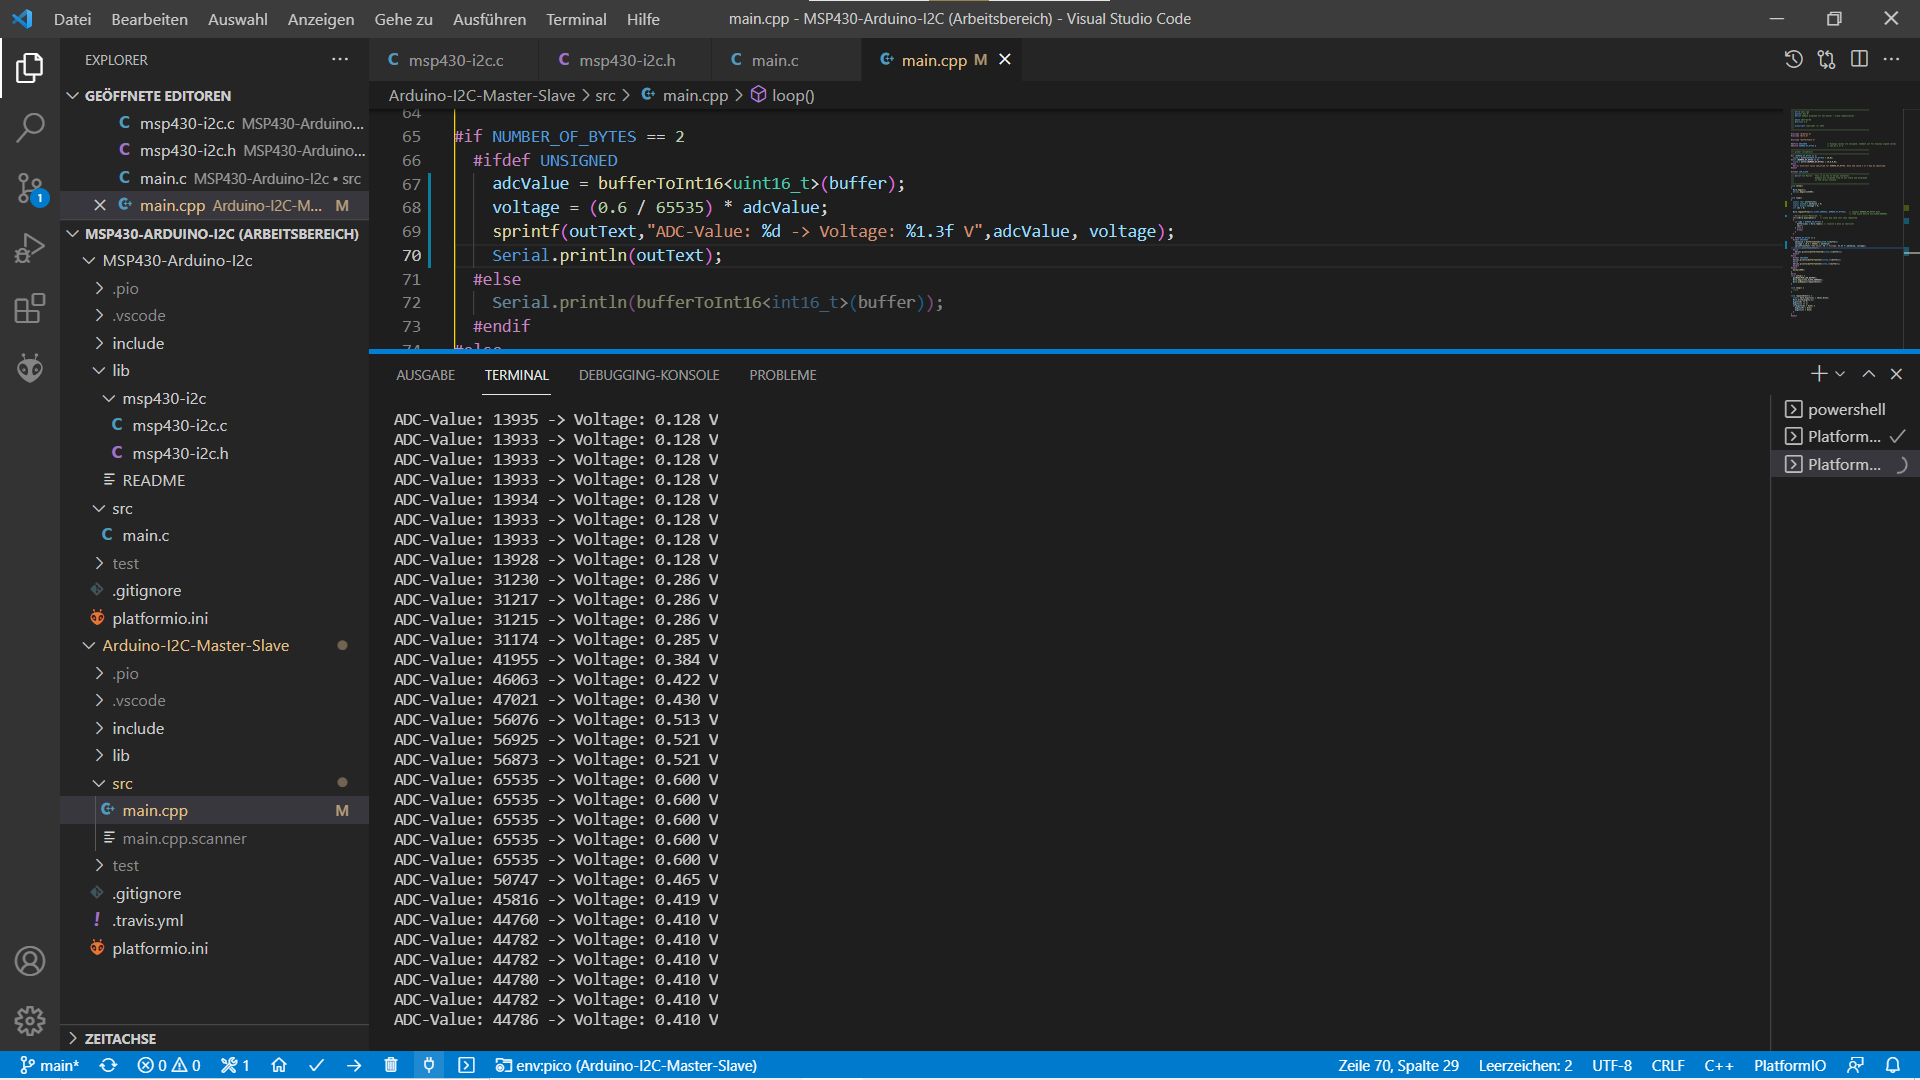 Datei Bearbeiten Auswahl Anzeigen Gehe zu Ausführen Terminal Hilfe
main.cpp - MSP430-Arduino-I2C (Arbeitsbereich) - Visual Studio Code
EXPLORER
GEÖFFNETE EDITOREN
msp430-i2c.c MSP430-Arduino...
msp430-i2c.h MSP430-Arduino...
main.c MSP430-Arduino-I2c • src
main.cpp Arduino-I2C-M... M
MSP430-ARDUINO-I2C (ARBEITSBEREICH)
MSP430-Arduino-I2c
.pio
.vscode
include
lib
msp430-i2c
msp430-i2c.c
msp430-i2c.h
README
src
main.c
test
.gitignore
platformio.ini
Arduino-I2C-Master-Slave
.pio
.vscode
include
lib
src
main.cpp M
main.cpp.scanner
test
.gitignore
.travis.yml
platformio.ini
ZEITACHSE
msp430-i2c.c msp430-i2c.h main.c main.cpp M
Arduino-I2C-Master-Slave > src > main.cpp > loop()
64
65 #if NUMBER_OF_BYTES == 2
66 #ifdef UNSIGNED
67 adcValue = bufferToInt16<uint16_t>(buffer);
68 voltage = (0.6 / 65535) * adcValue;
69 sprintf(outText,"ADC-Value: %d -> Voltage: %1.3f V",adcValue, voltage);
70 Serial.println(outText);
71 #else
72 Serial.println(bufferToInt16<int16_t>(buffer));
73 #endif
74 #else
AUSGABE TERMINAL DEBUGGING-KONSOLE PROBLEME
ADC-Value: 13935 -> Voltage: 0.128 V
ADC-Value: 13933 -> Voltage: 0.128 V
ADC-Value: 13933 -> Voltage: 0.128 V
ADC-Value: 13933 -> Voltage: 0.128 V
ADC-Value: 13934 -> Voltage: 0.128 V
ADC-Value: 13933 -> Voltage: 0.128 V
ADC-Value: 13933 -> Voltage: 0.128 V
ADC-Value: 13928 -> Voltage: 0.128 V
ADC-Value: 31230 -> Voltage: 0.286 V
ADC-Value: 31217 -> Voltage: 0.286 V
ADC-Value: 31215 -> Voltage: 0.286 V
ADC-Value: 31174 -> Voltage: 0.285 V
ADC-Value: 41955 -> Voltage: 0.384 V
ADC-Value: 46063 -> Voltage: 0.422 V
ADC-Value: 47021 -> Voltage: 0.430 V
ADC-Value: 56076 -> Voltage: 0.513 V
ADC-Value: 56925 -> Voltage: 0.521 V
ADC-Value: 56873 -> Voltage: 0.521 V
ADC-Value: 65535 -> Voltage: 0.600 V
ADC-Value: 65535 -> Voltage: 0.600 V
ADC-Value: 65535 -> Voltage: 0.600 V
ADC-Value: 65535 -> Voltage: 0.600 V
ADC-Value: 65535 -> Voltage: 0.600 V
ADC-Value: 50747 -> Voltage: 0.465 V
ADC-Value: 45816 -> Voltage: 0.419 V
ADC-Value: 44760 -> Voltage: 0.410 V
ADC-Value: 44782 -> Voltage: 0.410 V
ADC-Value: 44782 -> Voltage: 0.410 V
ADC-Value: 44780 -> Voltage: 0.410 V
ADC-Value: 44782 -> Voltage: 0.410 V
ADC-Value: 44786 -> Voltage: 0.410 V
powershell
Platform...
Platform...
main* 0 0 1 env:pico (Arduino-I2C-Master-Slave)
Zeile 70, Spalte 29 Leerzeichen: 2 UTF-8 CRLF C++ PlatformIO